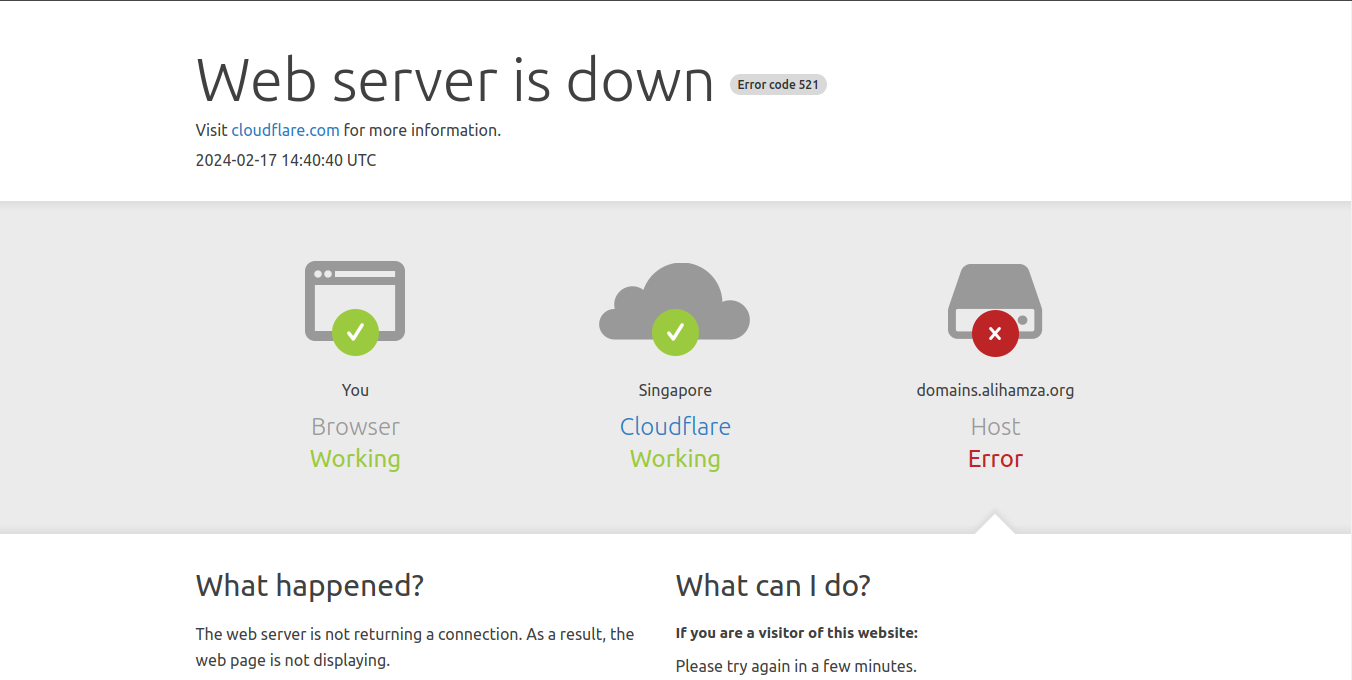 Web server is down Error code 521
Visit cloudflare.com for more information.
2024-02-17 14:40:40 UTC
You
Browser
Working
Singapore
Cloudflare
Working
domains.alihamza.org
Host
Error
What happened?
The web server is not returning a connection. As a result, the
web page is not displaying.
What can I do?
If you are a visitor of this website:
Please try again in a few minutes.